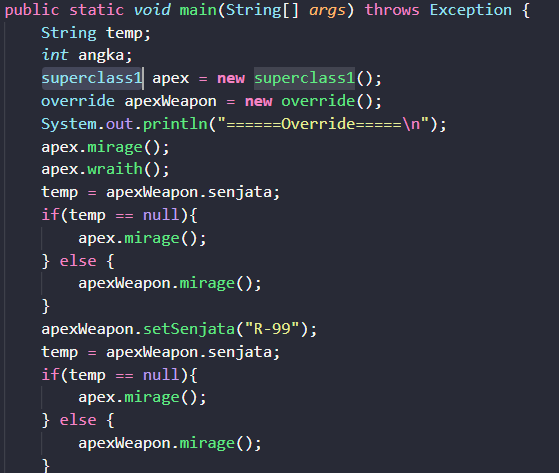 public static void main(String[] args) throws Exception {
    String temp;
    int angka;
    superclass1 apex = new superclass1();
    override apexWeapon = new override();
    System.out.println("======Override=====\n");
    apex.mirage();
    apex.wraith();
    temp = apexWeapon.senjata;
    if(temp == null){
        apex.mirage();
    } else {
        apexWeapon.mirage();
    }
    apexWeapon.setSenjata("R-99");
    temp = apexWeapon.senjata;
    if(temp == null){
        apex.mirage();
    } else {
        apexWeapon.mirage();
    }